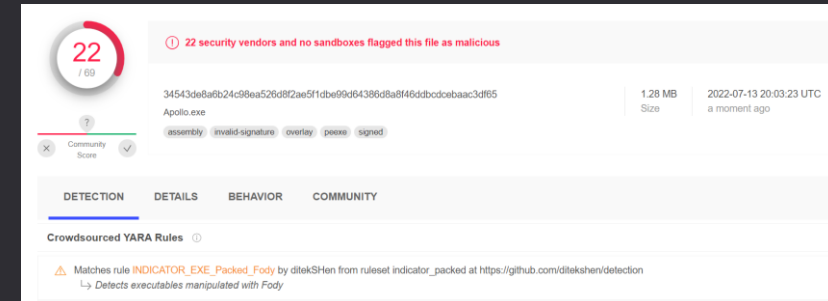 22
/ 69
?
Community
Score
22 security vendors and no sandboxes flagged this file as malicious
34543de8a6b24c98ea526d8f2ae5f1dbe99d64386d8a8f46ddbcdcebaac3df65
Apollo.exe
assembly invalid-signature overlay peexe signed
1.28 MB
Size
2022-07-13 20:03:23 UTC
a moment ago
DETECTION DETAILS BEHAVIOR COMMUNITY
Crowdsourced YARA Rules
Matches rule INDICATOR_EXE_Packed_Fody by ditekSHen from ruleset indicator_packed at https://github.com/ditekshen/detection
Detects executables manipulated with Fody